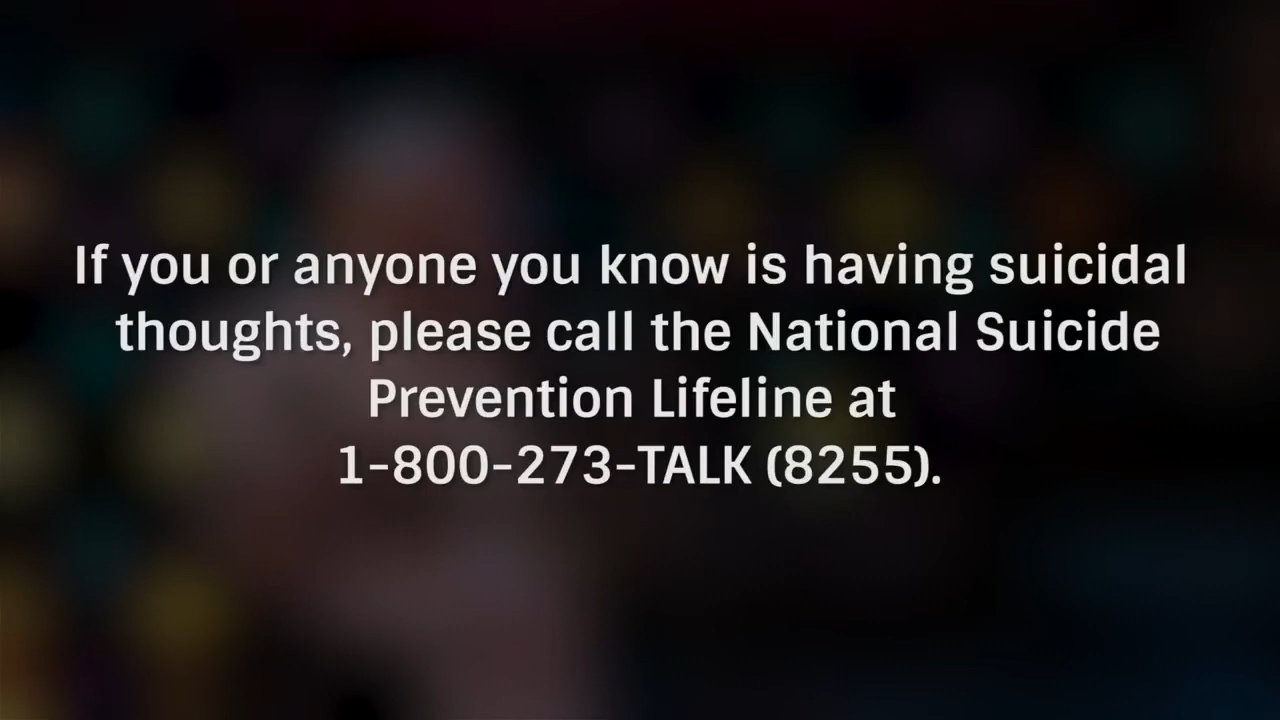 If you or anyone you know is having suicidal
thoughts, please call the National Suicide
Prevention Lifeline at
1-800-273-TALK (8255).